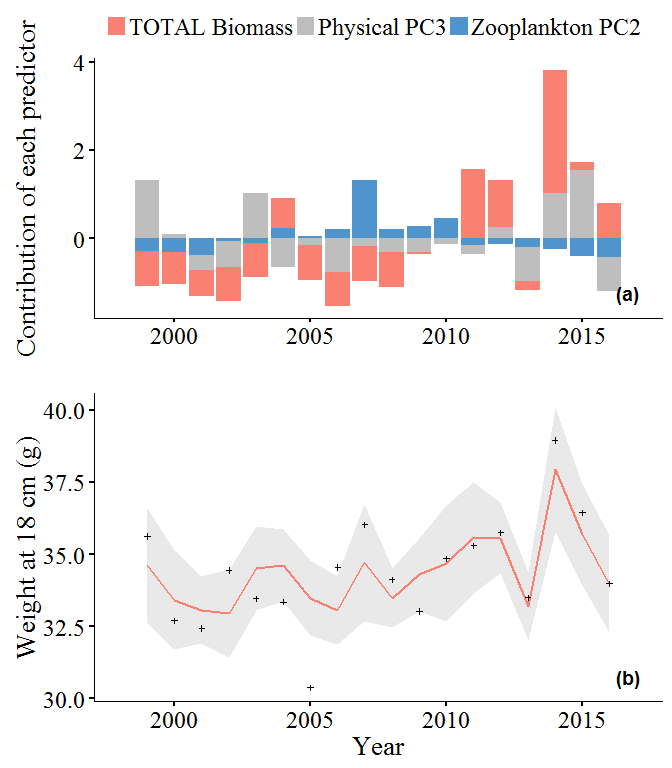 TOTAL Biomass Physical PC3 Zooplankton PC2
Contribution of each predictor
4
2
0
(a)
2000 2005 2010 2015
Weight at 18 cm (g)
40.0
37.5
35.0
32.5
30.0
(b)
2000 2005 2010 2015
Year